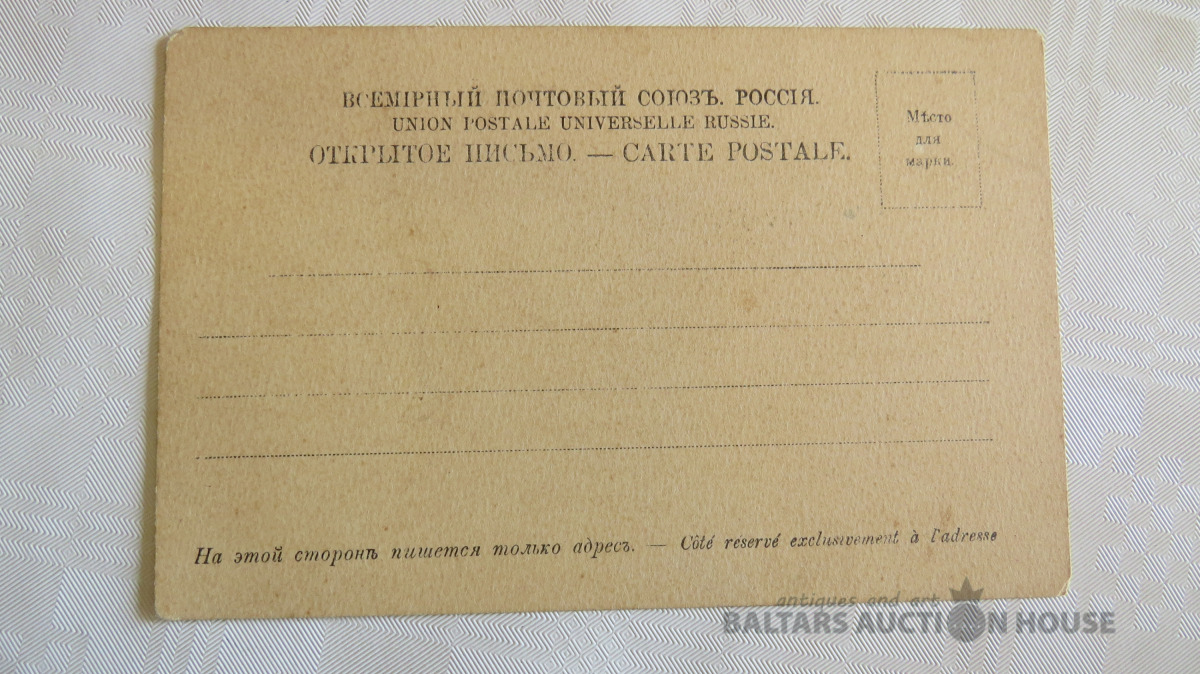 ВСЕМІРНЫЙ ПОЧТОВЫЙ СОЮЗЪ. РОССІЯ.
UNION POSTALE UNIVERSELLE RUSSIE.
ОТКРЫТОЕ ПИСЬМО. — CARTE POSTALE.
Мѣсто
для
марки.
На этой сторонѣ пишется только адресъ. — Côté reservé exclusivement à l'adresse
antiques and art
BALTARS AUCTION HOUSE